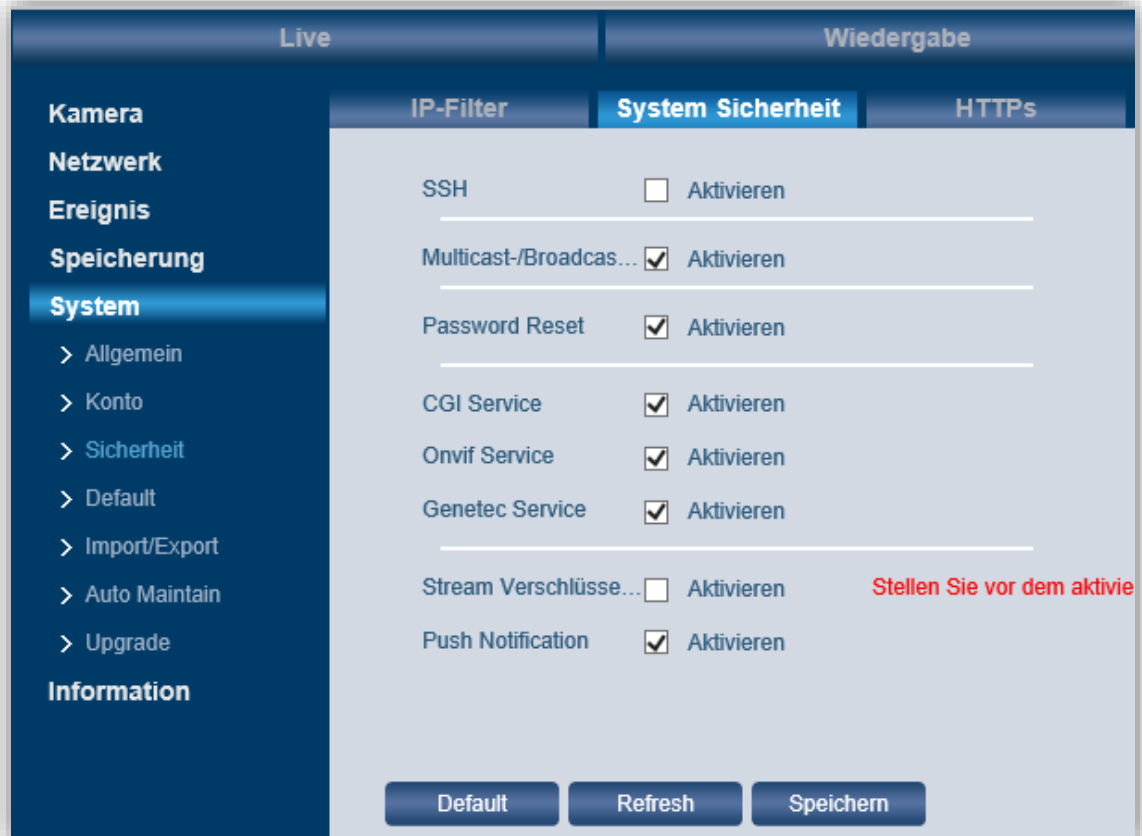 Live
Wiedergabe
Kamera
Netzwerk
Ereignis
Speicherung
System
Allgemein
Konto
Sicherheit
Default
Import/Export
Auto Maintain
Upgrade
Information
IP-Filter
System Sicherheit
HTTPs
SSH Aktivieren
Multicast-/Broadcas... Aktivieren
Password Reset Aktivieren
CGI Service Aktivieren
Onvif Service Aktivieren
Genetec Service Aktivieren
Stream Verschlüsse... Aktivieren Stellen Sie vor dem aktivie
Push Notification Aktivieren
Default
Refresh
Speichern